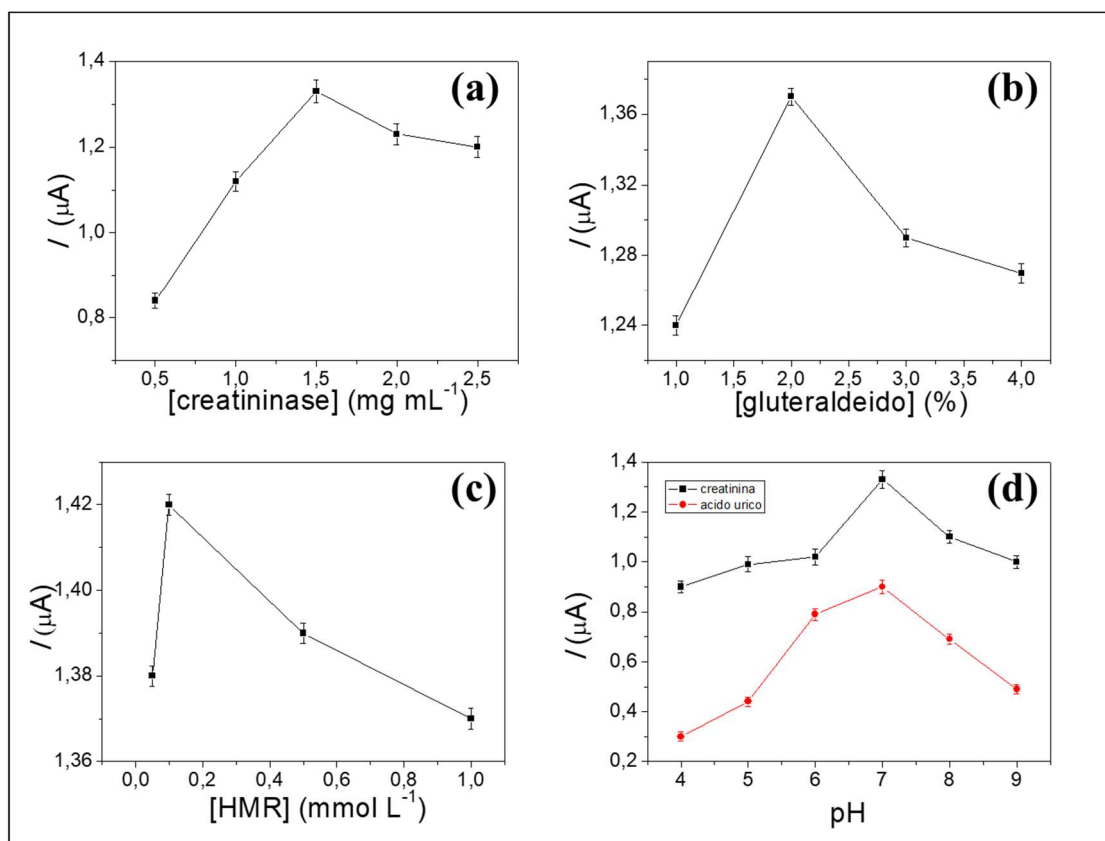 (a)
1,4
1,2
1,0
0,8
I (μA)
0,5 1,0 1,5 2,0 2,5
[creatininase] (mg mL⁻¹)
(b)
1,36
1,32
1,28
1,24
I (μA)
1,0 1,5 2,0 2,5 3,0 3,5 4,0
[gluteraldeido] (%)
(c)
1,42
1,40
1,38
1,36
I (μA)
0,0 0,2 0,4 0,6 0,8 1,0
[HMR] (mmol L⁻¹)
(d)
creatinina
acido urico
1,4
1,2
1,0
0,8
0,6
0,4
0,2
I (μA)
4 5 6 7 8 9
pH